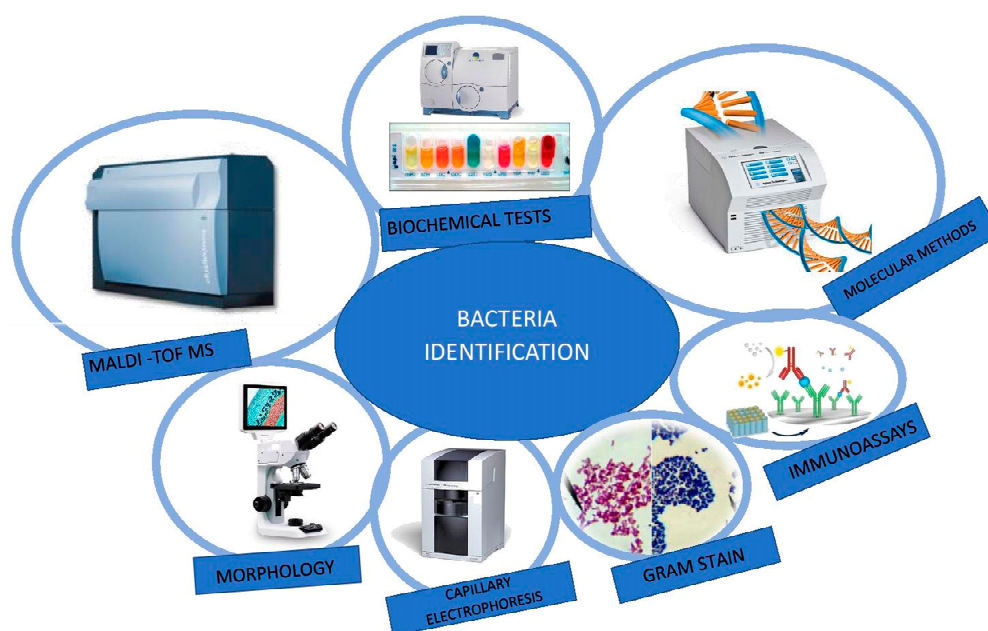 BIOCHEMICAL TESTS
MOLECULAR METHODS
MALDI -TOF MS
BACTERIA
IDENTIFICATION
IMMUNOASSAYS
MORPHOLOGY
CAPILLARY
ELECTROPHORESIS
GRAM STAIN